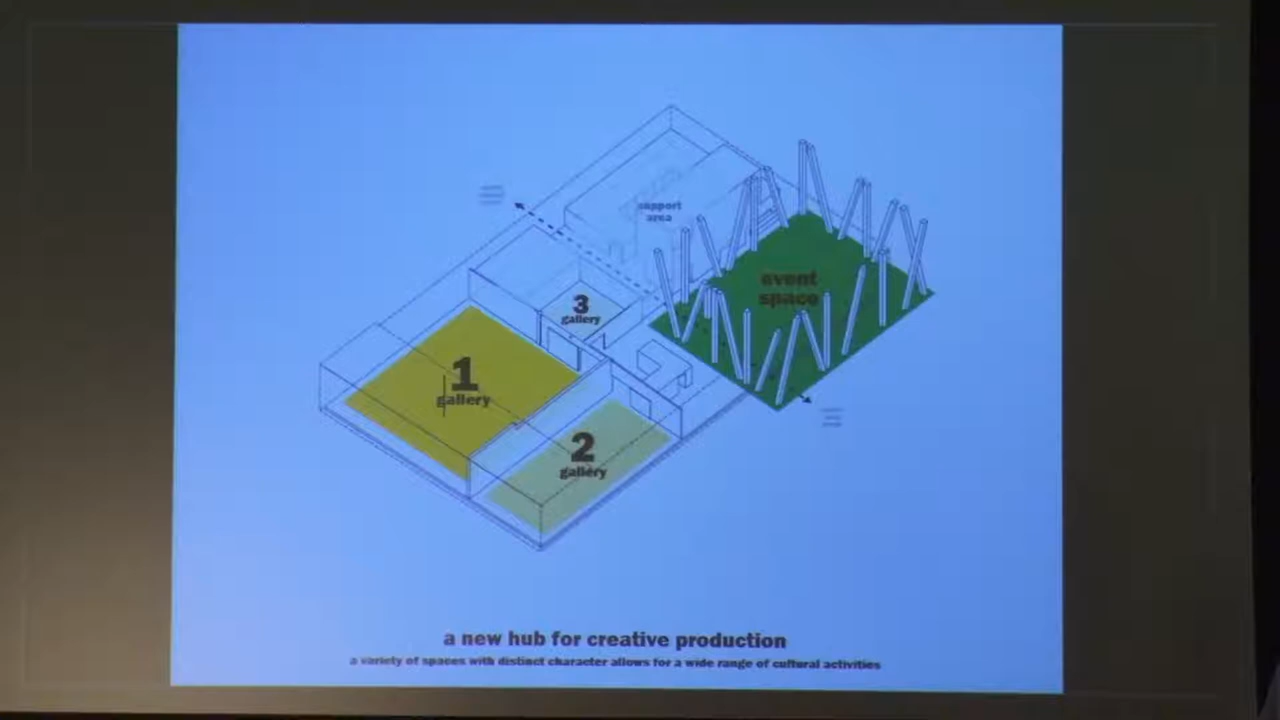 support
area
event
space
3
gallery
1
gallery
2
gallery
a new hub for creative production
a variety of spaces with distinct character allows for a wide range of cultural activities